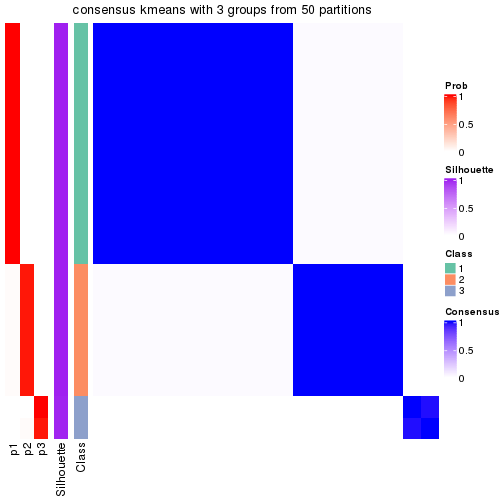 consensus kmeans with 3 groups from 50 partitions
Prob
1
0.5
0
Silhouette
1
0.5
0
Class
1
2
3
Consensus
1
0.5
0
p1
p2
p3
Silhouette
Class